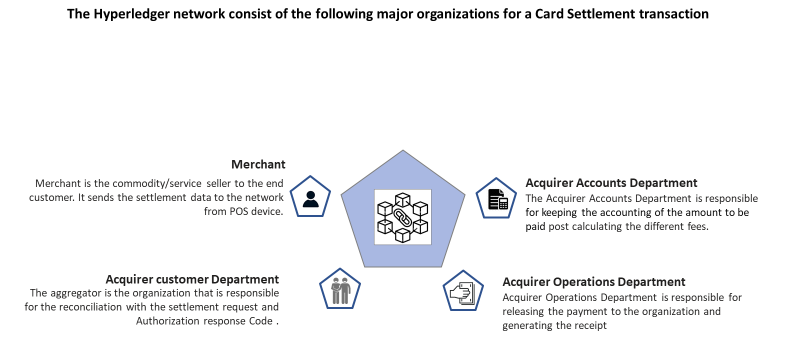 The Hyperledger network consist of the following major organizations for a Card Settlement transaction
Merchant
Merchant is the commodity/service seller to the end
customer. It sends the settlement data to the network
from POS device.
Acquirer Accounts Department
The Acquirer Accounts Department is responsible
for keeping the accounting of the amount to be
paid post calculating the different fees.
Acquirer customer Department
The aggregator is the organization that is responsible
for the reconciliation with the settlement request and
Authorization response Code .
Acquirer Operations Department
Acquirer Operations Department is responsible for
releasing the payment to the organization and
generating the receipt